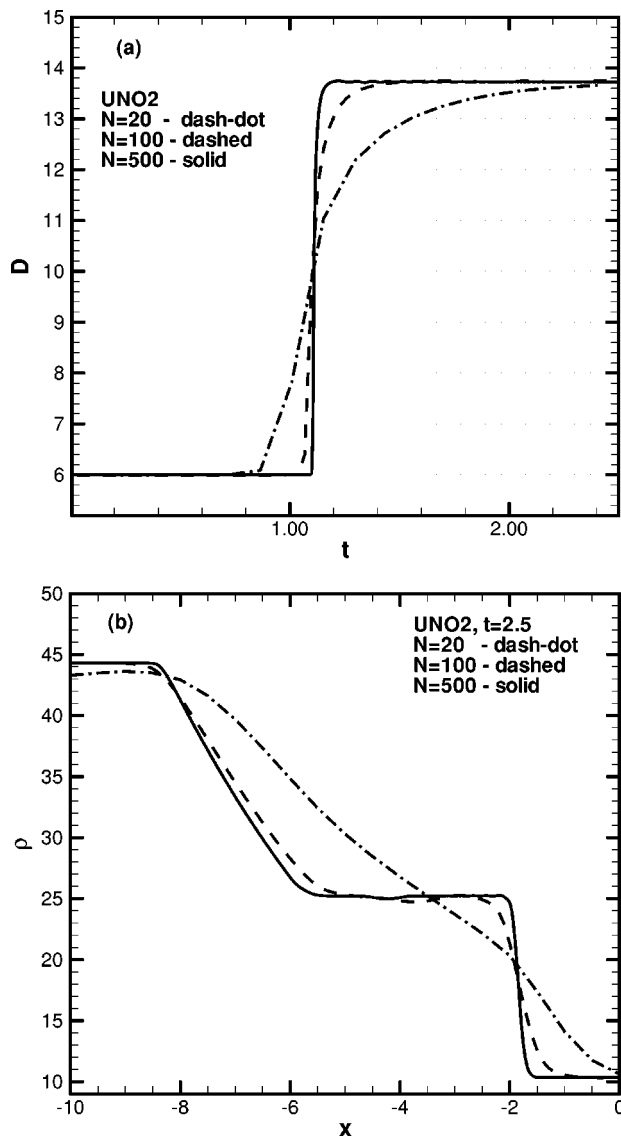 15
14
13
12
11
10
9
8
7
6
D
(a)
UNO2
N=20 - dash-dot
N=100 - dashed
N=500 - solid
1.00 2.00
t
50
45
40
35
30
25
20
15
10
ρ
(b)
UNO2, t=2.5
N=20 - dash-dot
N=100 - dashed
N=500 - solid
-10 -8 -6 -4 -2 0
x